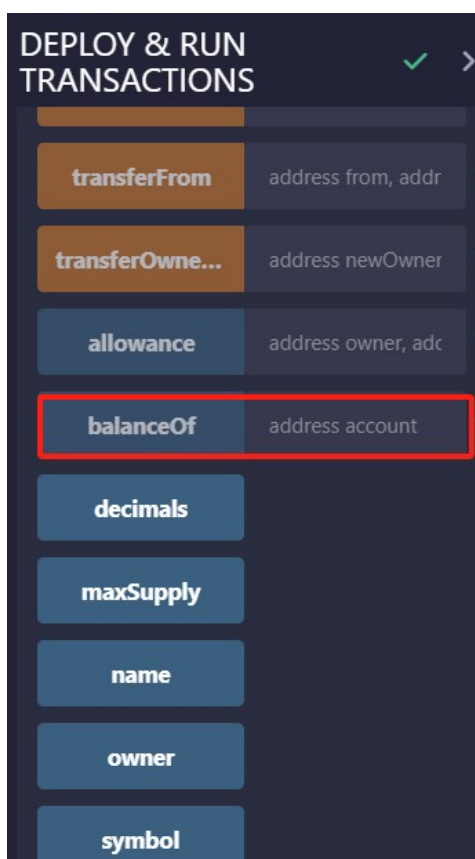 DEPLOY & RUN
TRANSACTIONS
transferFrom address from, addr
transferOwne... address newOwner
allowance address owner, adc
balanceOf address account
decimals
maxSupply
name
owner
symbol